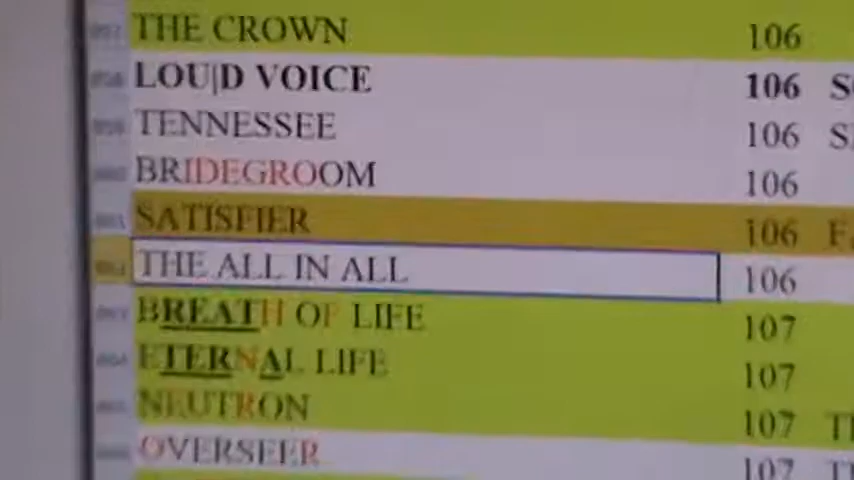 THE CROWN 106
LOU|D VOICE 106
TENNESSEE 106
BRIDEGROOM 106
SATISFIER 106
THE ALL IN ALL 106
BREATH OF LIFE 107
ETERNAL LIFE 107
NEUTRON 107
OVERSEER 107